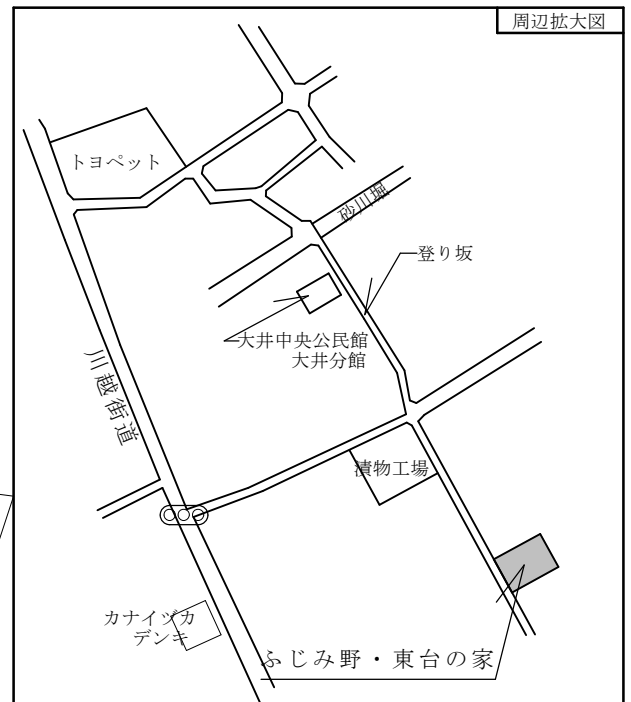 周辺拡大図
トヨペット
砂川堀
登り坂
大井中央公民館
大井分館
川越街道
漬物工場
カナイヅカ
デンキ
ふじみ野・東台の家